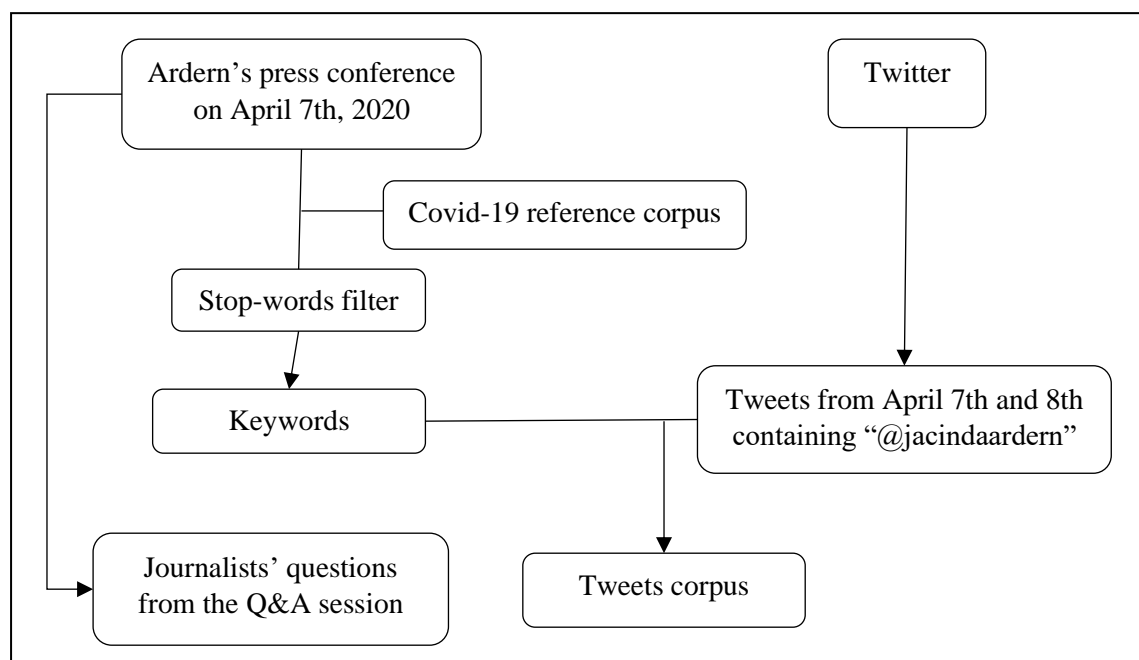 Ardern’s press conference
on April 7th, 2020
Twitter
Covid-19 reference corpus
Stop-words filter
Keywords
Tweets from April 7th and 8th
containing “@jacindaardern”
Journalists’ questions
from the Q&A session
Tweets corpus